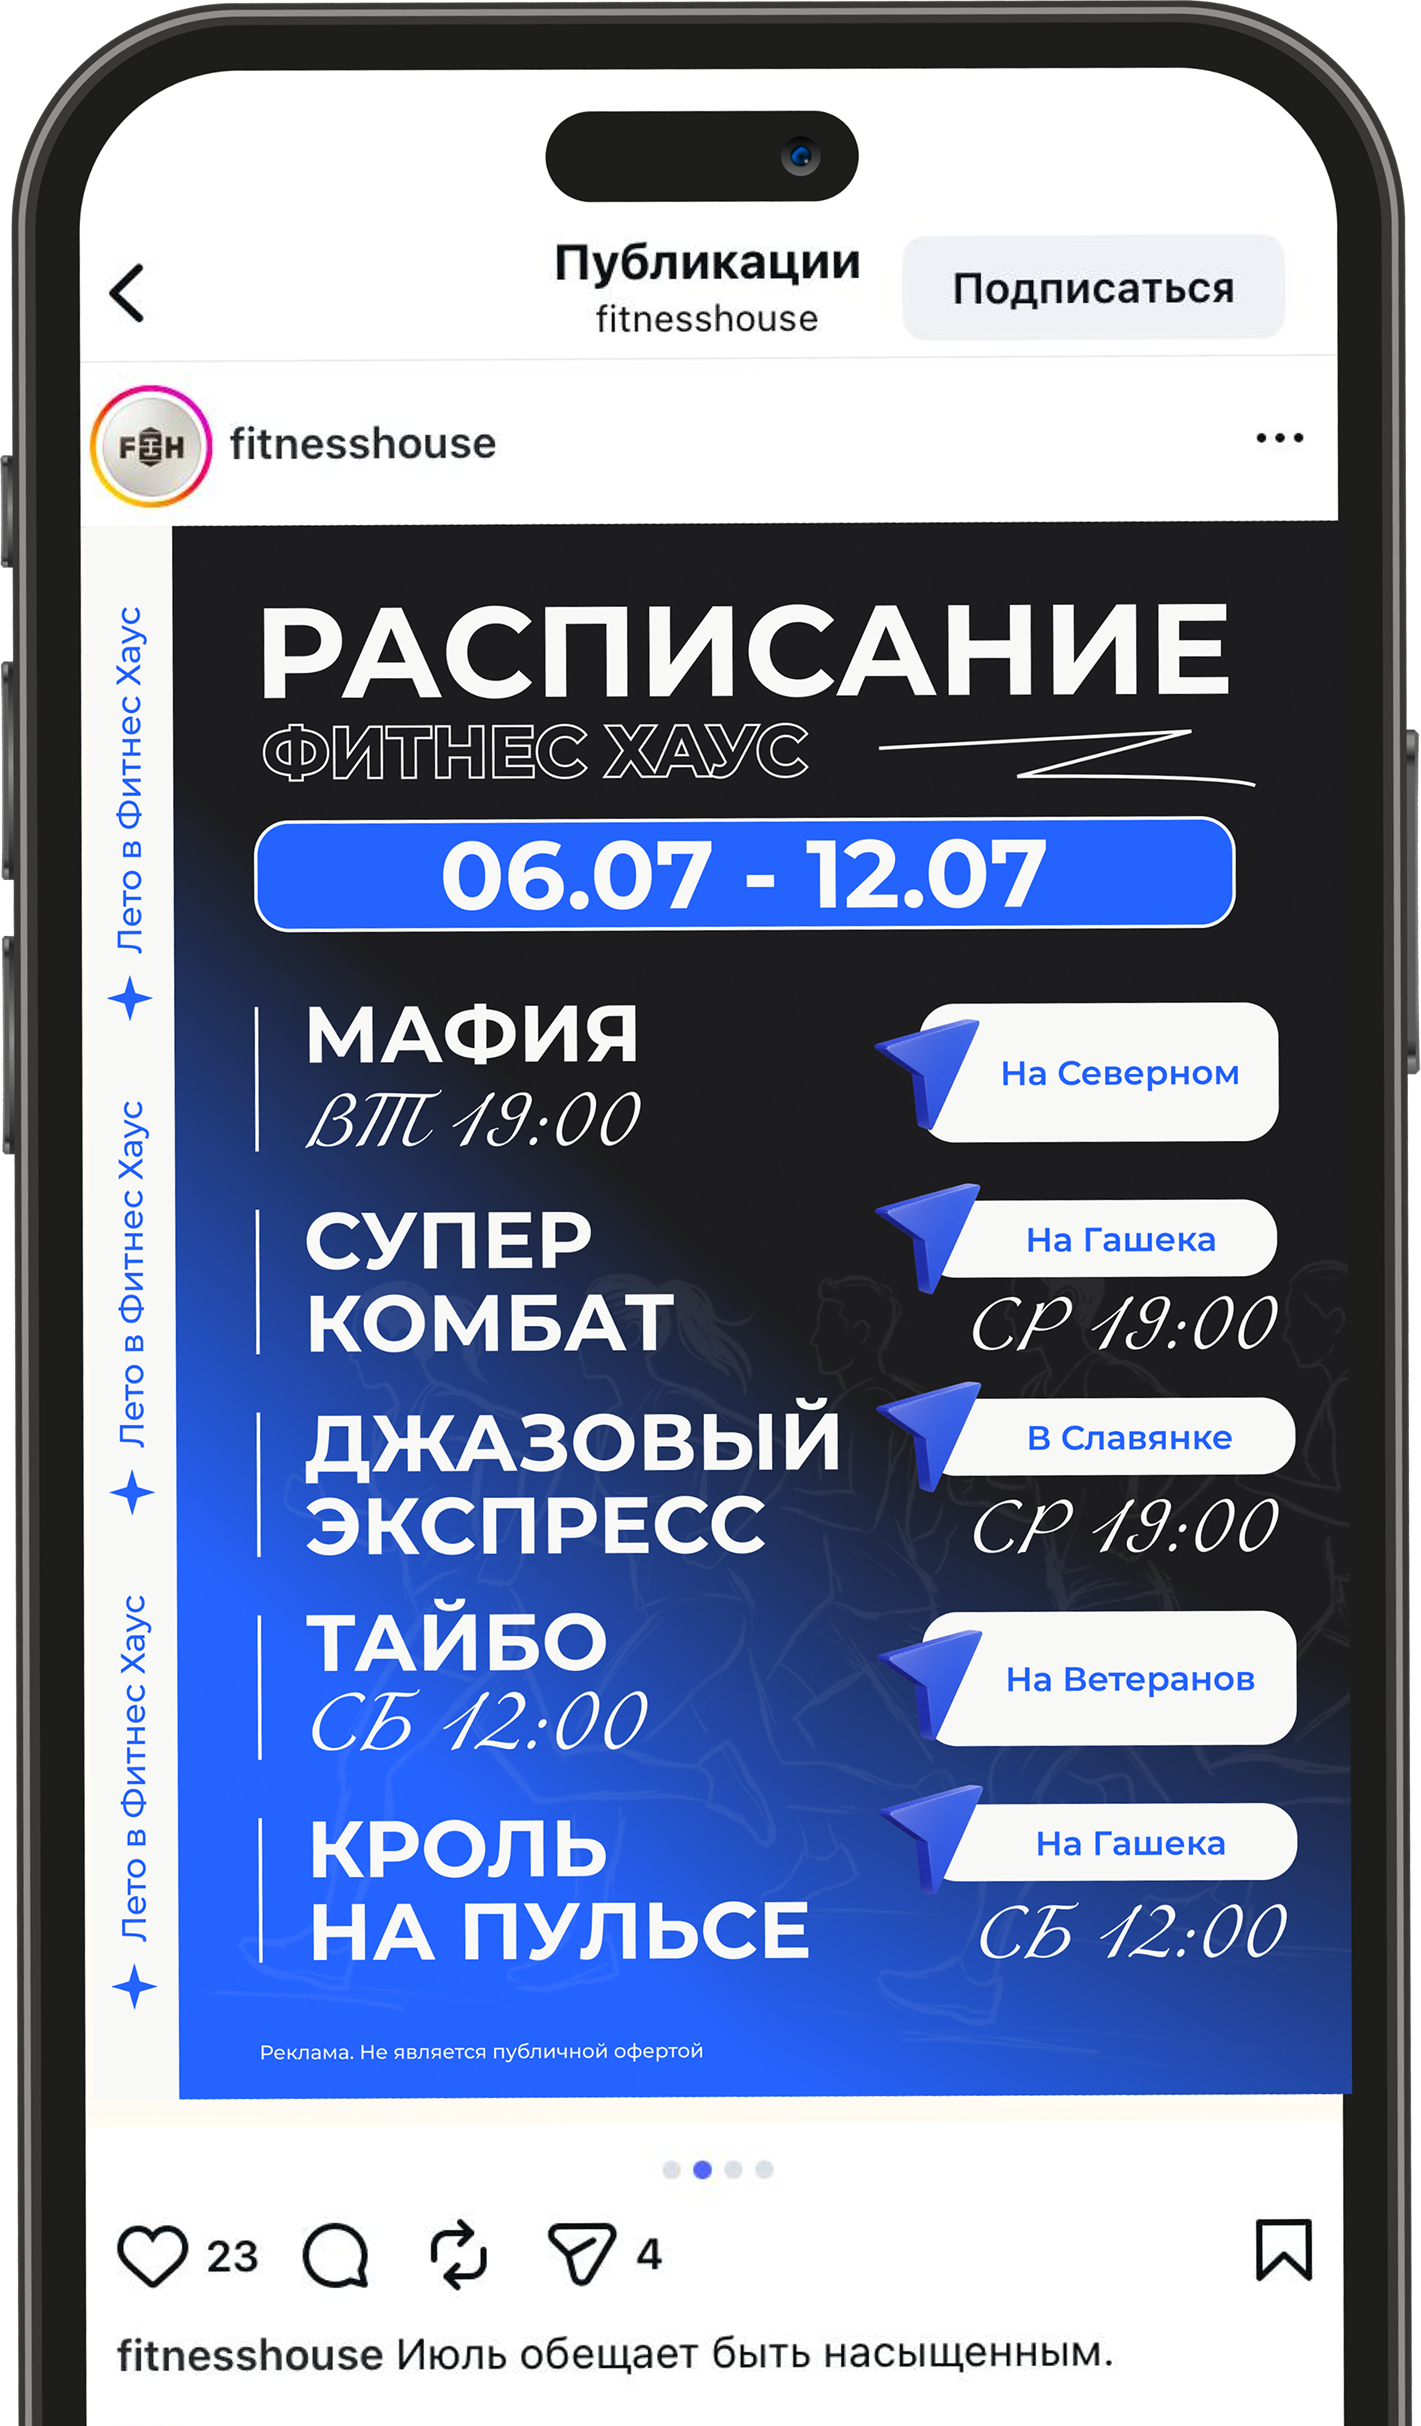 Публикации
fitnesshouse
Подписаться
FH
fitnesshouse
Лето в Фитнес Хаус
Лето в Фитнес Хаус
Лето в Фитнес Хаус
РАСПИСАНИЕ
ФИТНЕС ХАУС
06.07 - 12.07
МАФИЯ
ВТ 19:00
На Северном
СУПЕР
КОМБАТ
На Гашека
СР 19:00
ДЖАЗОВЫЙ
ЭКСПРЕСС
В Славянке
СР 19:00
ТАЙБО
СБ 12:00
На Ветеранов
КРОЛЬ
НА ПУЛЬСЕ
На Гашека
СБ 12:00
Реклама. Не является публичной офертой
23
4
fitnesshouse Июль обещает быть насыщенным.